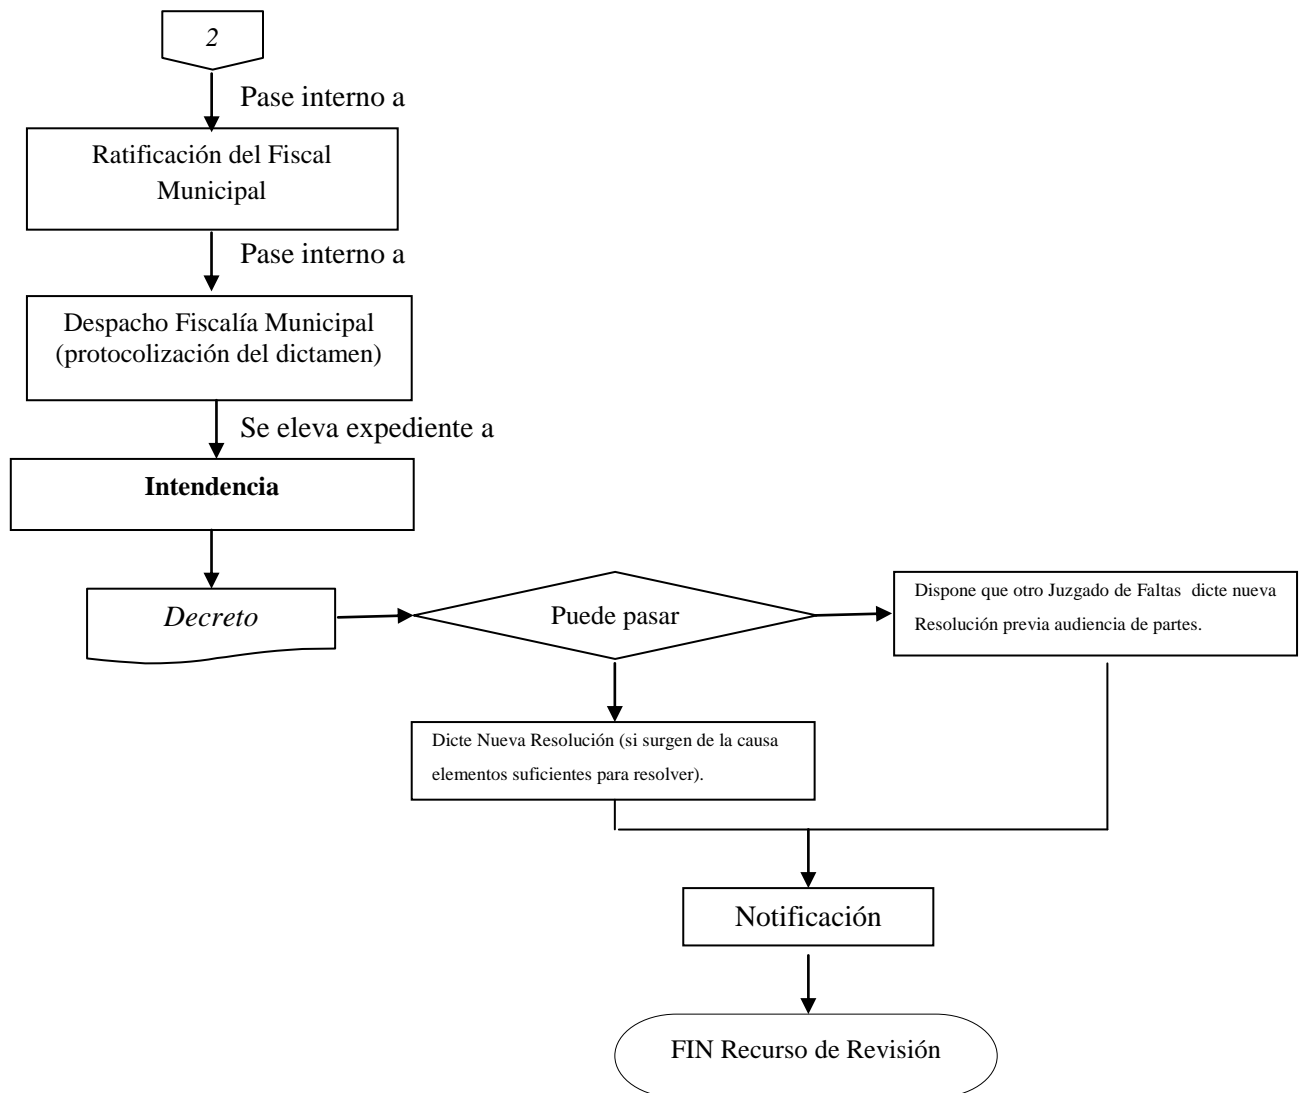 2
Pase interno a
Ratificación del Fiscal
Municipal
Pase interno a
Despacho Fiscalía Municipal
(protocolización del dictamen)
Se eleva expediente a
Intendencia
Decreto
Puede pasar
Dispone que otro Juzgado de Faltas dicte nueva
Resolución previa audiencia de partes.
Dicte Nueva Resolución (si surgen de la causa
elementos suficientes para resolver).
Notificación
FIN Recurso de Revisión